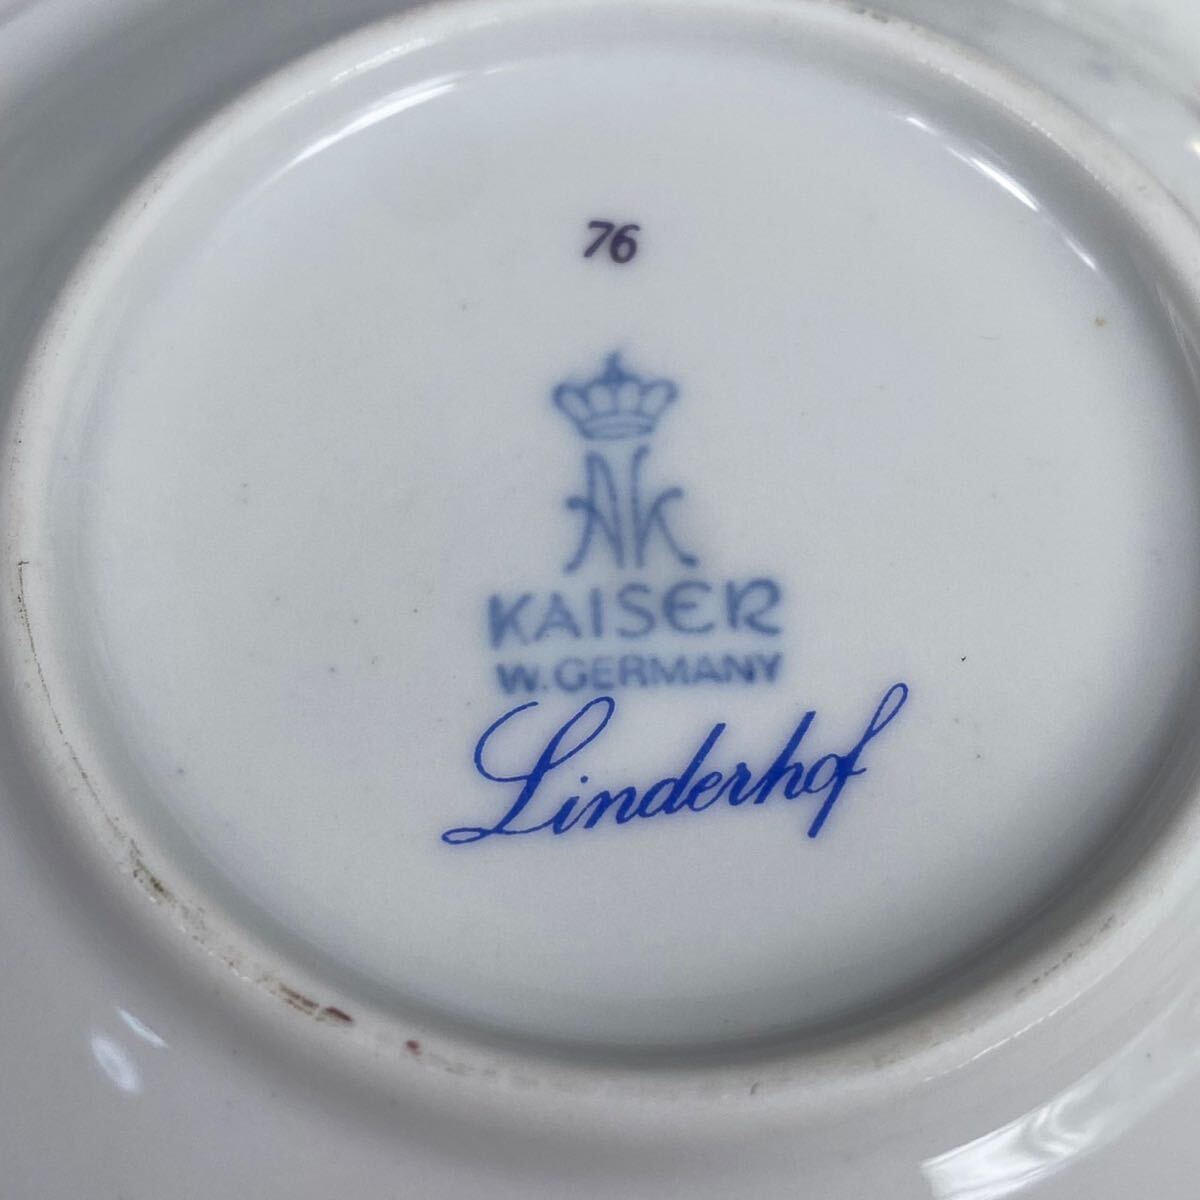 76
AK
KAISER
W. GERMANY
Linderhof